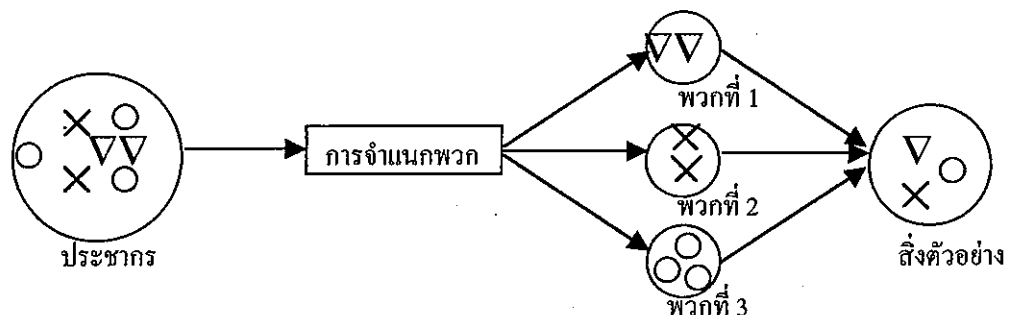 พวกที่ 1
การจำแนกพวก
พวกที่ 2
ประชากร
สิ่งตัวอย่าง
พวกที่ 3